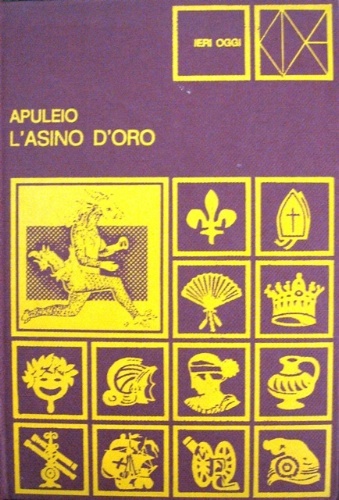 IERI OGGI
APULEIO
L'ASINO D'ORO